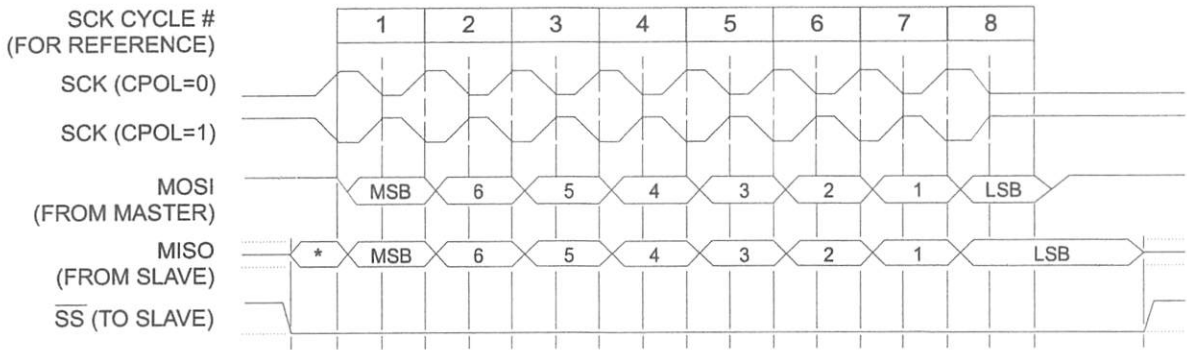 SCK CYCLE #
(FOR REFERENCE)
1 2 3 4 5 6 7 8
SCK (CPOL=0)
SCK (CPOL=1)
MOSI
(FROM MASTER)
MSB 6 5 4 3 2 1 LSB
MISO
(FROM SLAVE)
* MSB 6 5 4 3 2 1 LSB
SS (TO SLAVE)